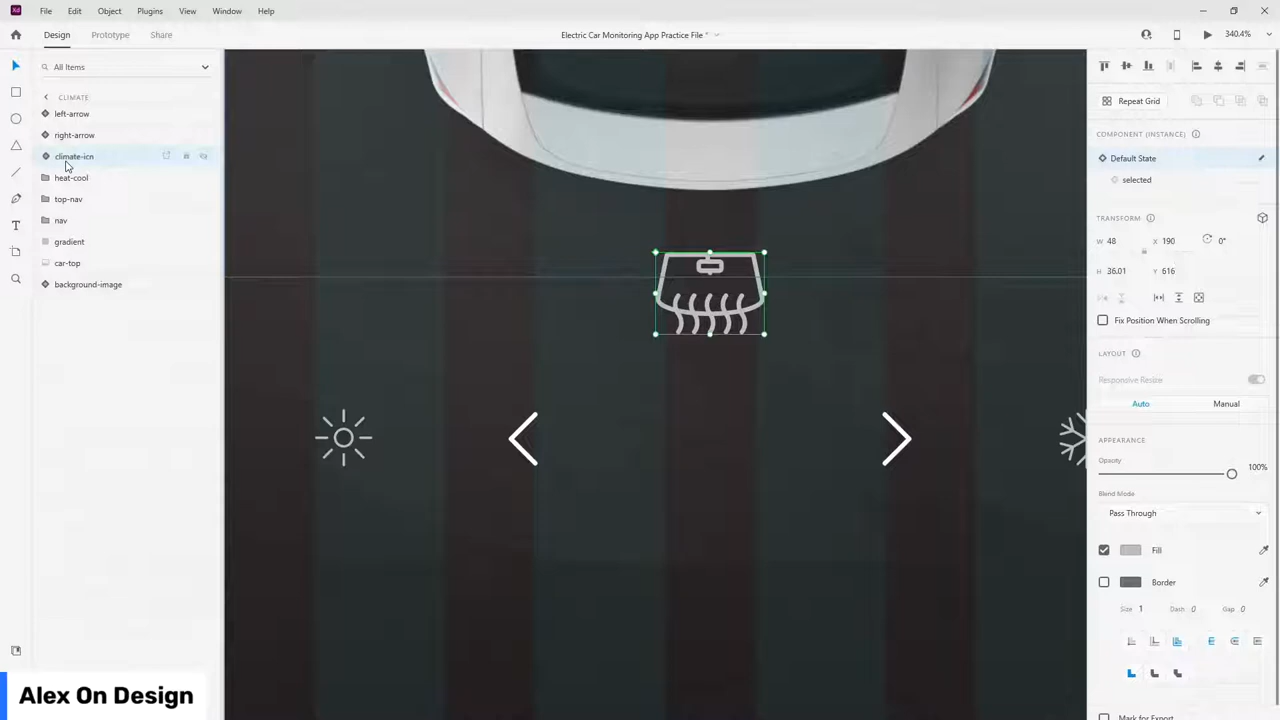 Xd File Edit Object Plugins View Window Help
Design Prototype Share Electric Car Monitoring App Practice File * 340.4%
All Items
CLIMATE
left-arrow
right-arrow
climate-icn
heat-cool
top-nav
nav
gradient
car-top
background-image
Repeat Grid
COMPONENT (INSTANCE)
Default State
selected
TRANSFORM
W 48 X 190 0°
H 36.01 Y 616
Fix Position When Scrolling
LAYOUT
Responsive Resize
Auto Manual
APPEARANCE
Opacity
100%
Blend Mode
Pass Through
Fill
Border
Size 1 Dash 0 Gap 0
Mark for Export
Alex On Design